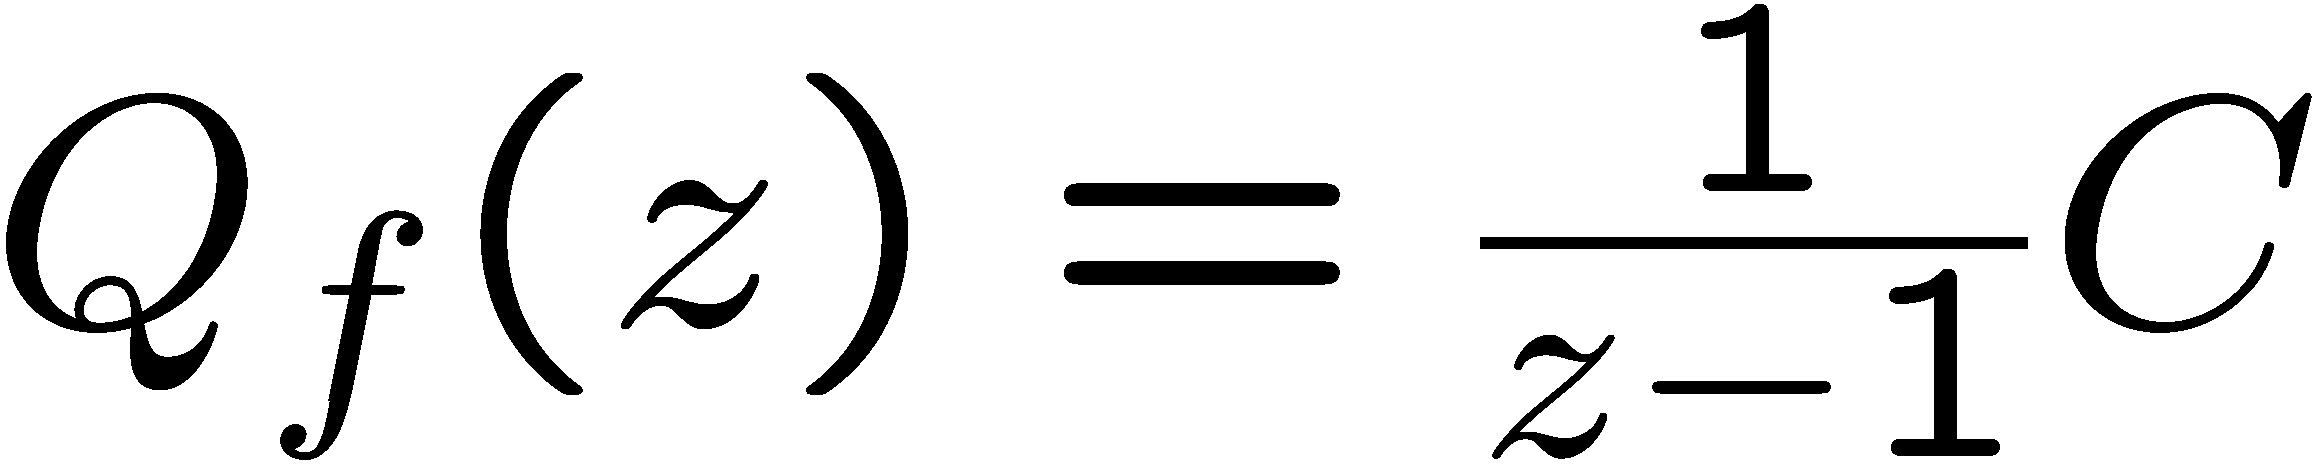 $Q_f(z) = \frac{1}{z-1}C$